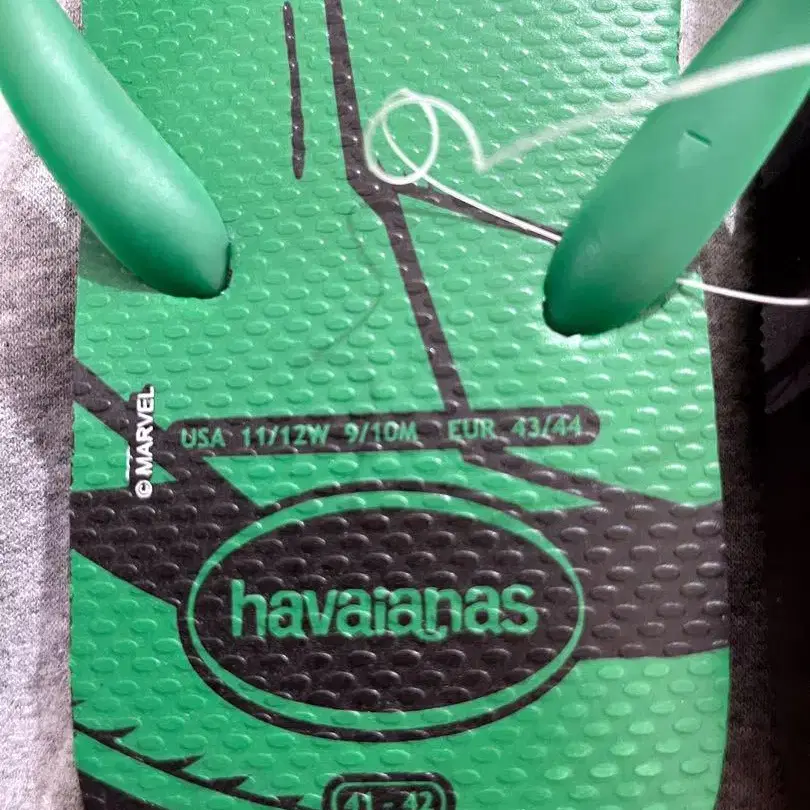 © MARVEL
USA 11/12W 9/10M EUR 43/44
havaianas
41 - 42